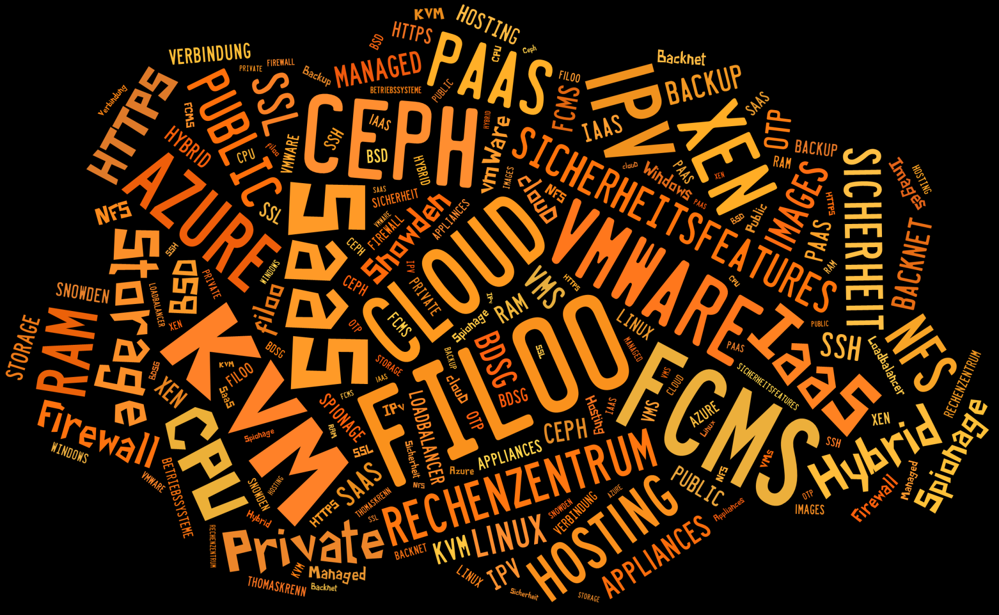 KVM
HOSTING
HTTPS
BSD
PAAS
CPU
Ceph
VERBINDUNG
PRIVATE
FIREWALL
SSL
Backup
MANAGED
BETRIEBSSYSTEME
PUBLIC
FILOO
FCMS
IPV
Backnet
BACKUP
SAAS
OTP
HTTPS
Verbindung
FCMS
PUBLIC
HYBRID
CPU
filoo
VMWARE
CEPH
IAAS
SSH
BSD
HYBRID
HYBRID
vmWare
IMAGES
IAAS
XEN
BACKUP
RAM
SICHERHEIT
Images
HOSTING
SICHERHEITSFEATURES
cloud
Windows
PAAS
XEN
PAAS
BSD
Public
IMAGES
HTTPS
PAAS
RAM
BACKNET
AZURE
NFS
SSL
SaaS
SAAS
SICHERHEIT
VMWARE
FIREWALL
Snowden
APPLIANCES
cloud
NFS
VMWARE
CPU
CLOUD
Storage
SSH
BSD
PRIVATE
WINDOWS
LOADBALANCER
CEPH
CEPH
IPV
PRIVATE
IPV
VMS
HTTPS
SNOWDEN
STORAGE
RAM
XEN
filoo
BDSG
OTP
FCMS
Spionage
RAM
LINUX
PUBLIC
IaaS
SSH
Loadbalancer
NFS
RECHENZENTRUM
KVM
BDSG
XEN
KVM
FILOO
SaaS
STORAGE
IAAS
FCMS
BACKUP
cloud
BDSG
BDSG
SSL
FILOO
MANAGED
PAAS
SICHERHEITSFEATURES
FCMS
VMS
CLOUD
VMS
AZURE
Linux
Firewall
WINDOWS
CPU
Spionage
SPIONAGE
RAM
SSL
IPV
LOADBALANCER
Sicherheit
NFS
OTP
Azure
APPLIANCES
CEPH
Hosting
IAAS
XEN
SSH
Hybrid
Spionage
VMs
NFS
PUBLIC
OTP
IMAGES
Firewall
Managed
VMWARE
BETRIEBSSYSTEME
SNOWDEN
HOSTING
Hybrid
HTTPS
SAAS
THOMASKRENN
SSL
RECHENZENTRUM
RECHENZENTRUM
Private
BACKNET
KVM
LINUX
SNOWDEN
VERBINDUNG
AZURE
HOSTING
Appliances
APPLIANCES
KVM
Managed
Backnet
THOMASKRENN
LINUX
IPV
Sicherheit
STORAGE